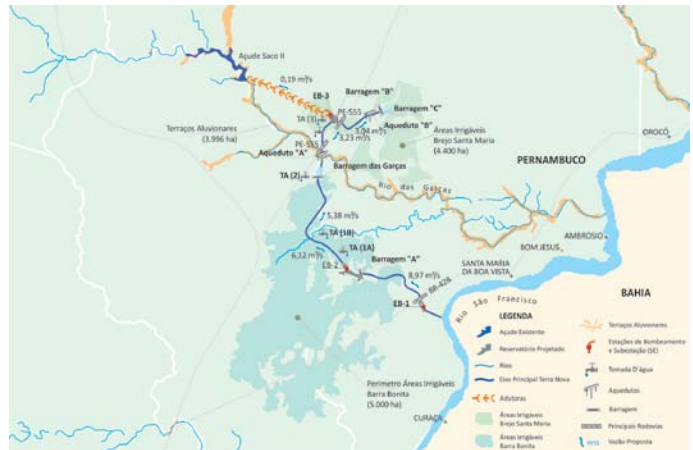 Açude Saco II
0,19 m³/s
EB-3
Barragem "B"
PE-555
Barragem "C"
TA (3)
Aqueduto "B"
3,04 m³/s
3,23 m³/s
Terraços Aluvionares
(3.996 ha)
PE-555
Áreas Irrigáveis
Brejo Santa Maria
(4.400 ha)
OROCÓ
Aqueduto "A"
Barragem das Garças
PERNAMBUCO
TA (2)
Rio das Garças
5,38 m³/s
TA (1B)
AMBROSIO
BOM JESUS
TA (1A)
6,12 m³/s
EB-2
Barragem "A"
SANTA MARIA
DA BOA VISTA
8,97 m³/s
BR-428
EB-1
Rio São Francisco
BAHIA
LEGENDA
Açude Existente
Reservatório Projetado
Rios
Eixo Principal Terra Nova
Adutoras
Áreas Irrigáveis
Brejo Santa Maria
Áreas Irrigáveis
Barra Bonita
Terraços Aluvionares
Estações de Bombeamento
e Subestação (SE)
Tomada D'água
Aquedutos
Barragem
Principais Rodovias
Vazão Proposta
Perimetro Áreas Irrigáveis
Barra Bonita
(5.000 ha)
CURAÇÁ